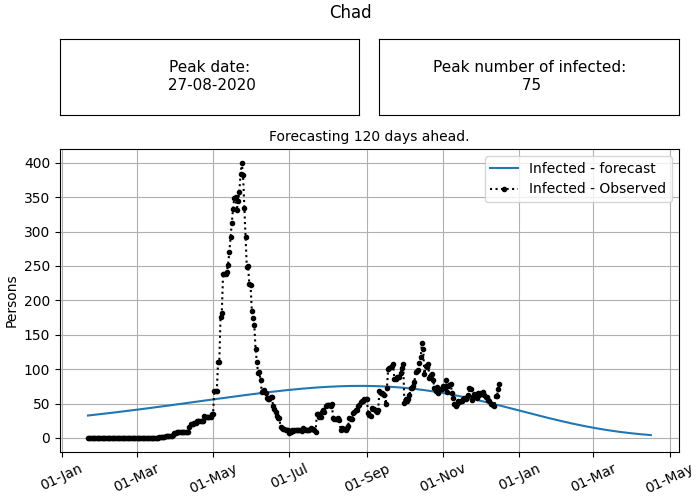 Chad
Peak date:
27-08-2020
Peak number of infected:
75
Forecasting 120 days ahead.
Infected - forecast
Infected - Observed
Persons
400
350
300
250
200
150
100
50
0
01-Jan
01-Mar
01-May
01-Jul
01-Sep
01-Nov
01-Jan
01-Mar
01-May